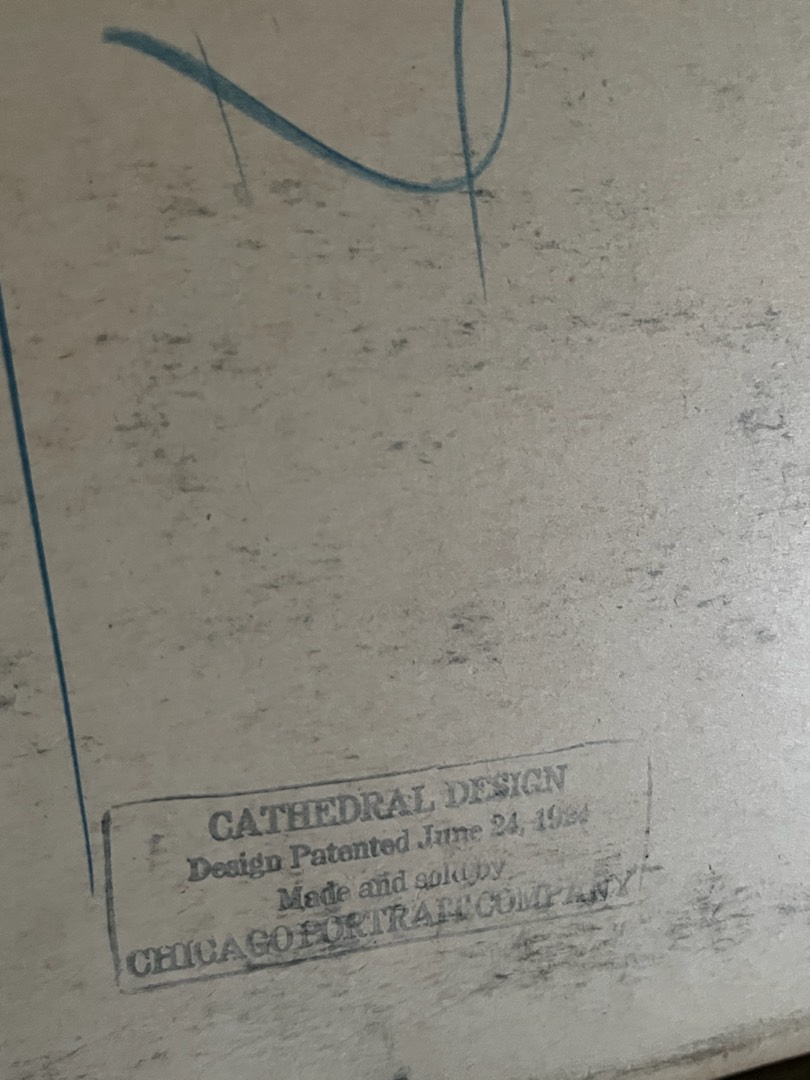 CATHEDRAL DESIGN
Design Patented June 24, 1924
Made and sold by
CHICAGO PORTRAIT COMPANY